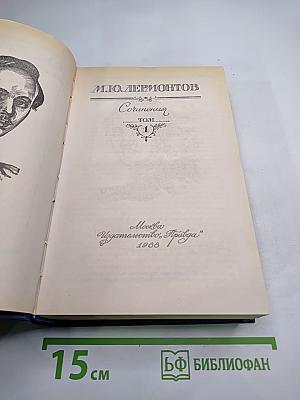 М.Ю.ЛЕРМОНТОВ
Сочинения
ТОМ
1
Москва
Издательство „Правда"
1988
15 см
БФ БИБЛИОФАН